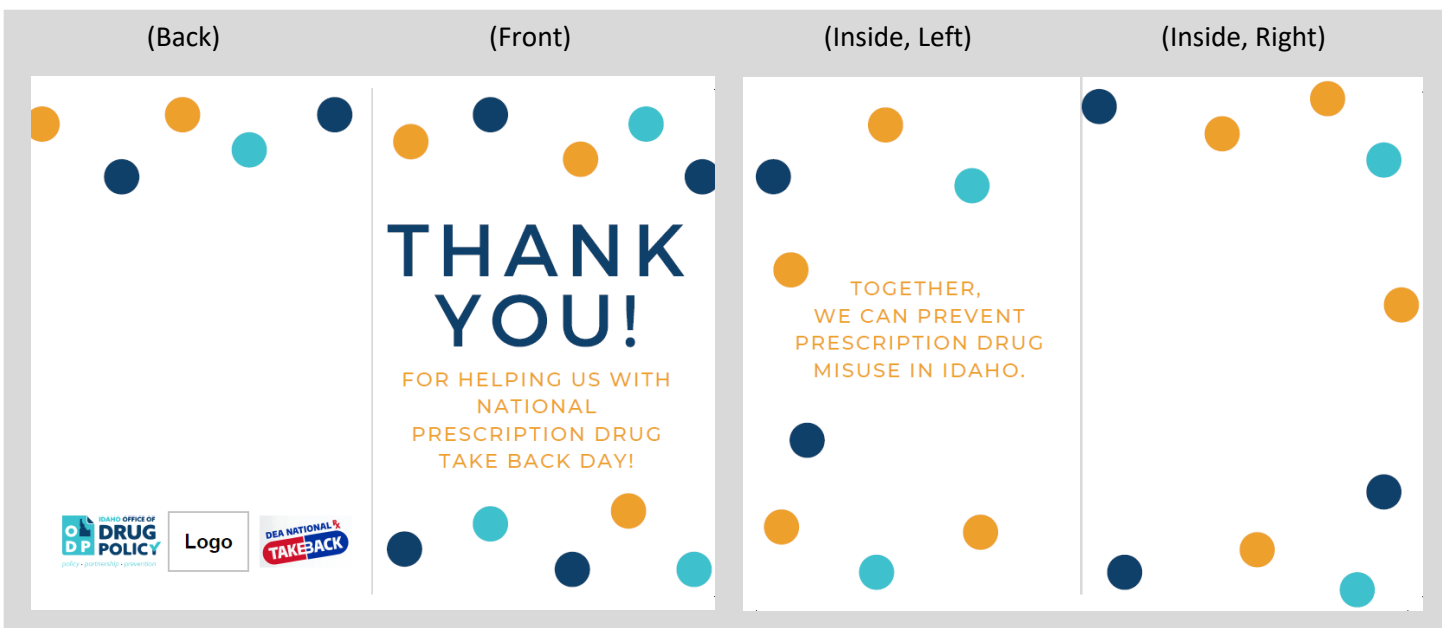 (Back)
(Front)
(Inside, Left)
(Inside, Right)
THANK
YOU!
FOR HELPING US WITH
NATIONAL
PRESCRIPTION DRUG
TAKE BACK DAY!
TOGETHER,
WE CAN PREVENT
PRESCRIPTION DRUG
MISUSE IN IDAHO.
ODP
IDAHO OFFICE OF
DRUG
POLICY
policy • partnership • prevention
Logo
DEA NATIONAL Rx
TAKEBACK